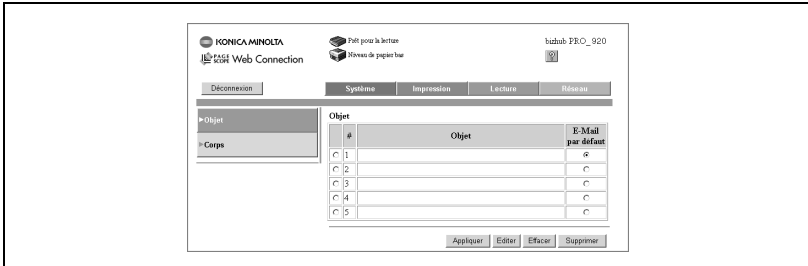 KONICA MINOLTA
PAGE SCOPE Web Connection
Prêt pour la lecture
Niveau de papier bas
bizhub PRO_920
?
Déconnexion
Système Impression Lecture Réseau
Objet
Corps
Objet
# Objet E-Mail par défaut
1
2
3
4
5
Appliquer Editer Effacer Supprimer